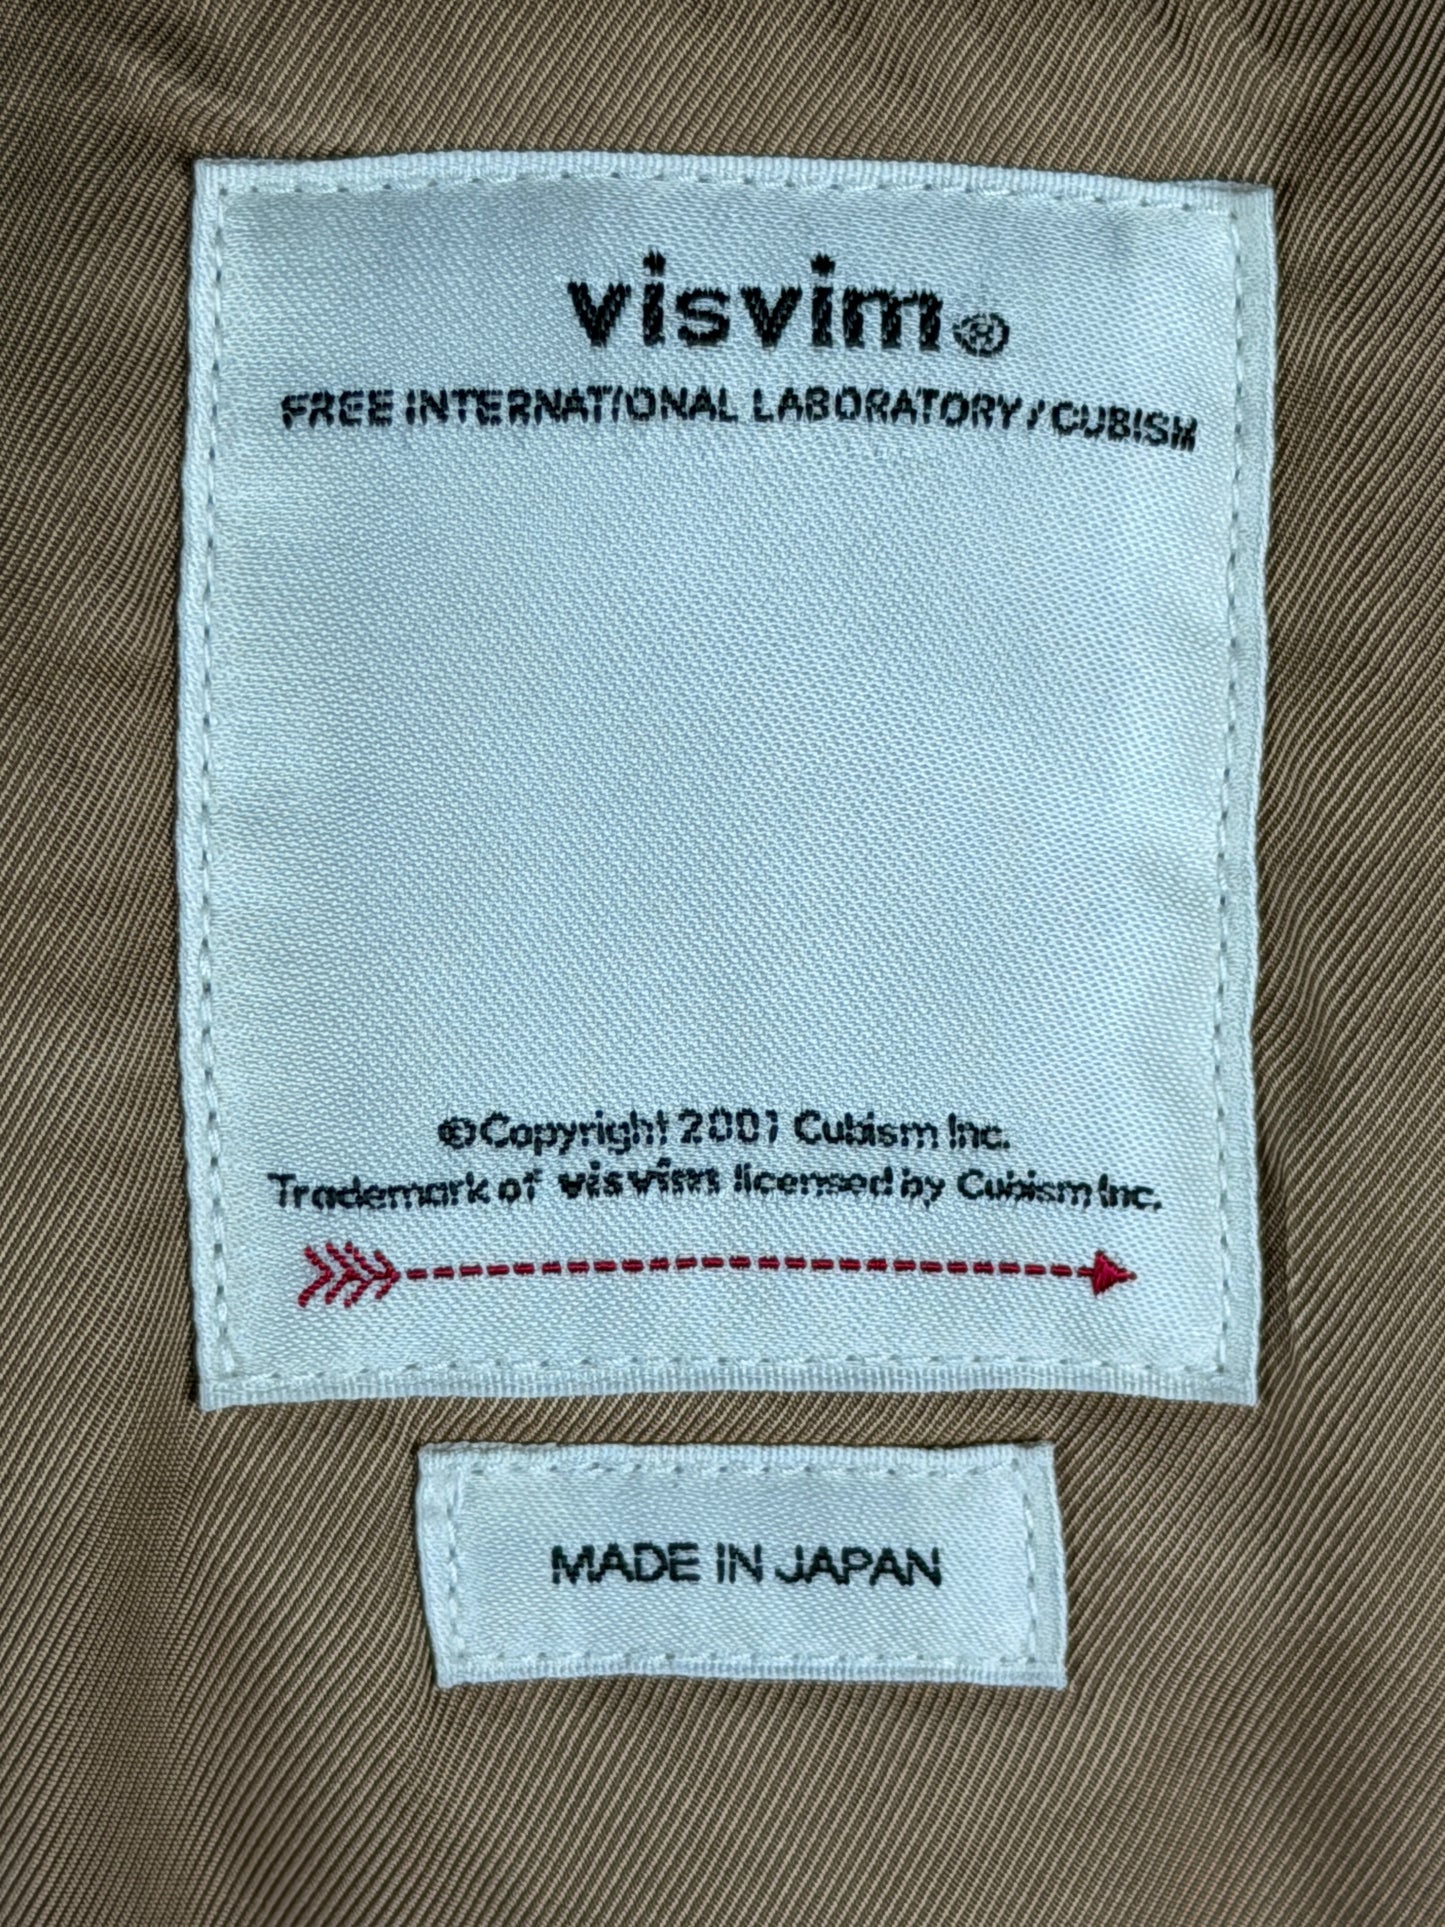 visvim®
FREE INTERNATIONAL LABORATORY / CUBISM
©Copyright 2001 Cubism Inc.
Trademark of visvim licensed by Cubism Inc.
MADE IN JAPAN